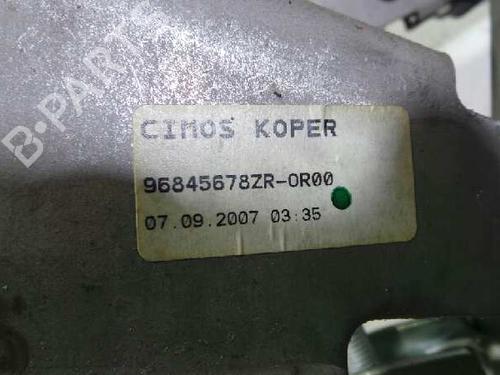 B-PARTS
CIMOS KOPER
96845678ZR-0R00
07.09.2007 03:35